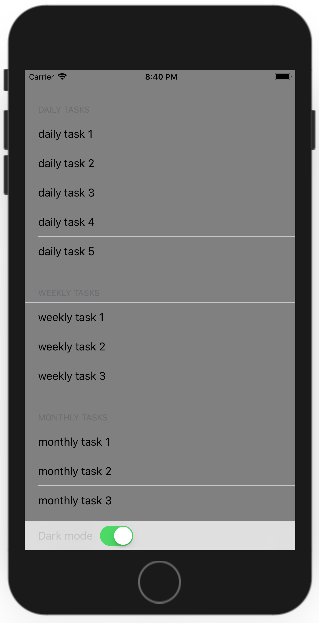 Carrier 8:40 PM
DAILY TASKS
daily task 1
daily task 2
daily task 3
daily task 4
daily task 5
WEEKLY TASKS
weekly task 1
weekly task 2
weekly task 3
MONTHLY TASKS
monthly task 1
monthly task 2
monthly task 3
Dark mode